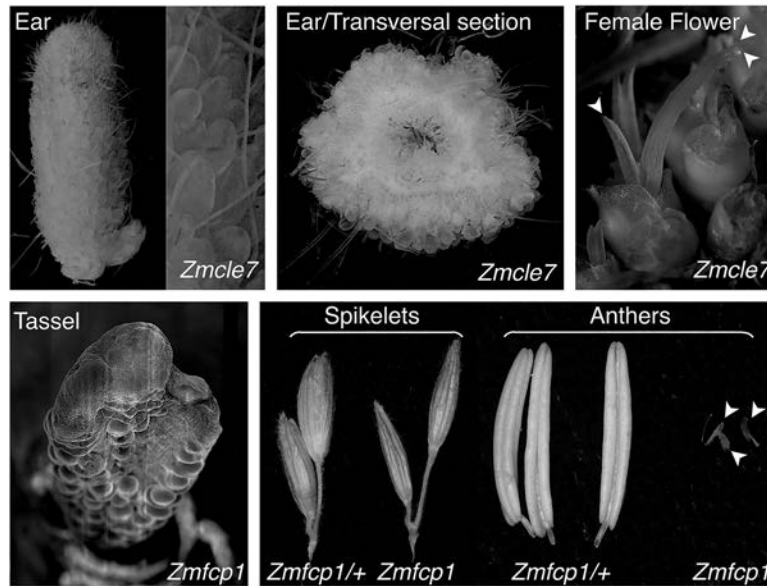 Ear
Zmcle7
Ear/Transversal section
Zmcle7
Female Flower
Zmcle7
Tassel
Zmfcp1
Spikelets
Anthers
Zmfcp1/+
Zmfcp1
Zmfcp1/+
Zmfcp1